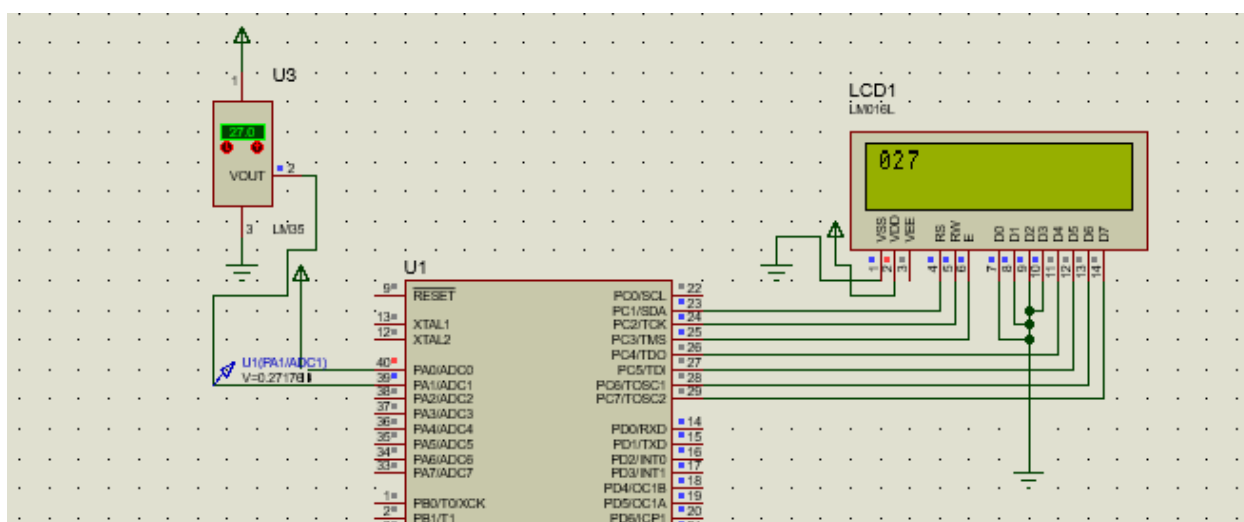 U3
1
27.0
VOUT
2
3
LM35
LCD1
LM016L
027
VSS
VDD
VEE
RS
RW
E
D0
D1
D2
D3
D4
D5
D6
D7
1
2
3
4
5
6
7
8
9
10
11
12
13
14
U1
9
RESET
13
XTAL1
12
XTAL2
U1(PA1/ADC1)
40
PA0/ADC0
39
PA1/ADC1
38
PA2/ADC2
37
PA3/ADC3
36
PA4/ADC4
35
PA5/ADC5
34
PA6/ADC6
33
PA7/ADC7
1
PB0/T0/XCK
2
PB1/T1
PC0/SCL
22
PC1/SDA
23
PC2/TCK
24
PC3/TMS
25
PC4/TDO
26
PC5/TDI
27
PC6/TOSC1
28
PC7/TOSC2
29
PD0/RXD
14
PD1/TXD
15
PD2/INT0
16
PD3/INT1
17
PD4/OC1B
18
PD5/OC1A
19
PD6/ICP1
20